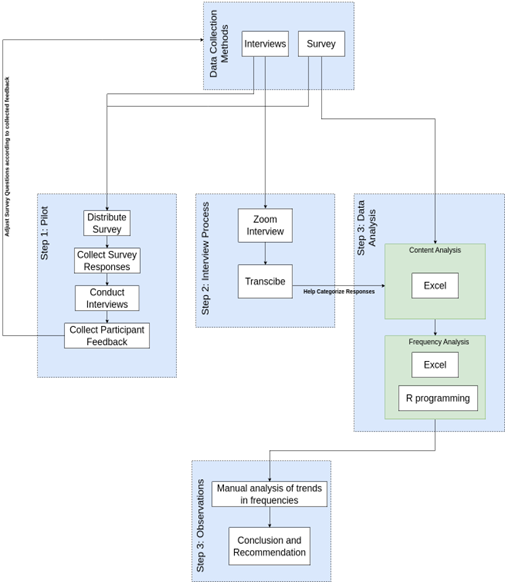 Data Collection
Methods
Interviews
Survey
Adjust Survey Questions according to collected feedback
Step 1: Pilot
Distribute
Survey
Collect Survey
Responses
Conduct
Interviews
Collect Participant
Feedback
Step 2: Interview Process
Zoom
Interview
Transcibe
Help Categorize Responses
Step 3: Data
Analysis
Content Analysis
Excel
Frequency Analysis
Excel
R programming
Step 3: Observations
Manual analysis of trends
in frequencies
Conclusion and
Recommendation